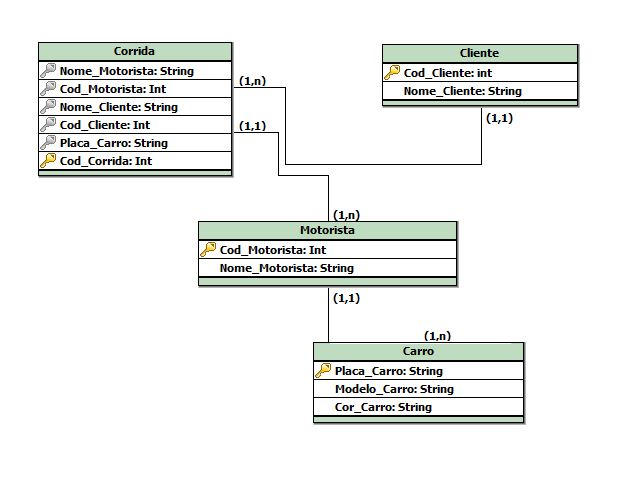 Corrida
Nome_Motorista: String
Cod_Motorista: Int
Nome_Cliente: String
Cod_Cliente: Int
Placa_Carro: String
Cod_Corrida: Int
(1,n)
(1,1)
Cliente
Cod_Cliente: int
Nome_Cliente: String
(1,1)
(1,n)
Motorista
Cod_Motorista: Int
Nome_Motorista: String
(1,1)
(1,n)
Carro
Placa_Carro: String
Modelo_Carro: String
Cor_Carro: String